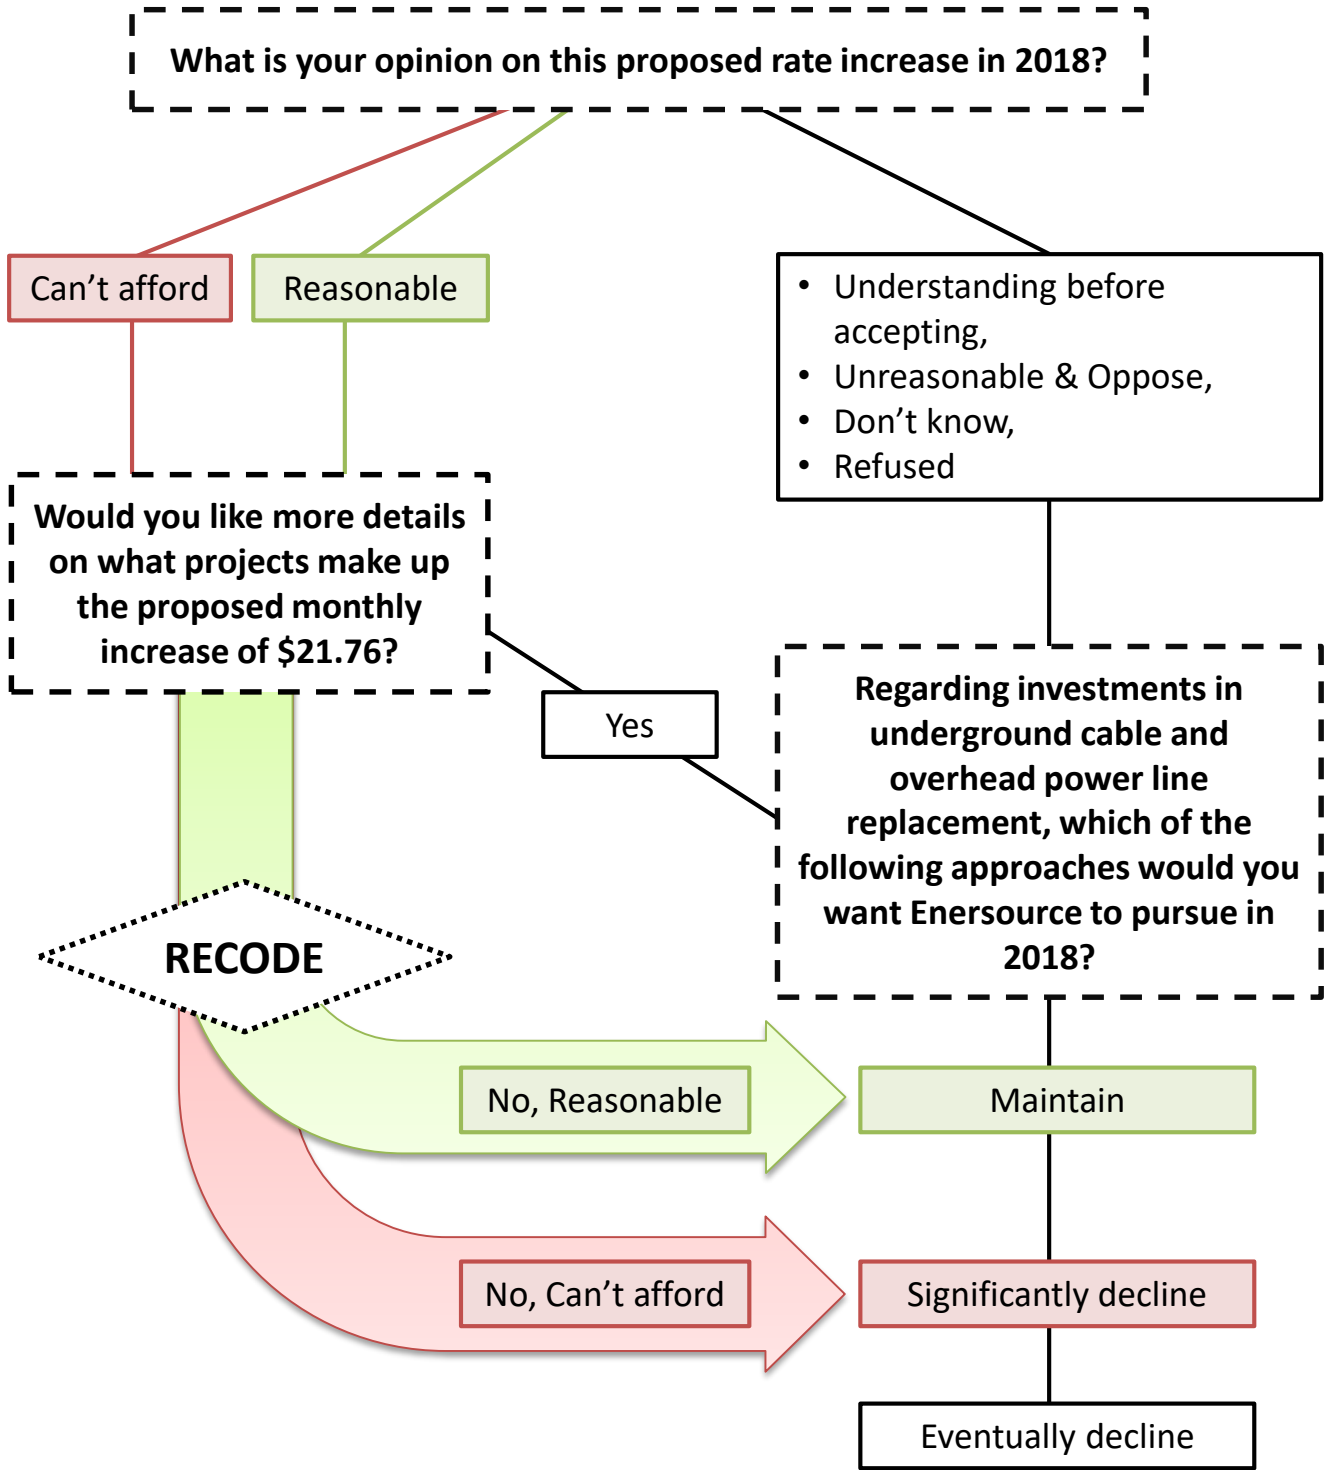 What is your opinion on this proposed rate increase in 2018?
Can’t afford
Reasonable
• Understanding before
accepting,
• Unreasonable & Oppose,
• Don’t know,
• Refused
Would you like more details
on what projects make up
the proposed monthly
increase of $21.76?
Yes
Regarding investments in
underground cable and
overhead power line
replacement, which of the
following approaches would you
want Enersource to pursue in
2018?
RECODE
No, Reasonable
Maintain
No, Can’t afford
Significantly decline
Eventually decline